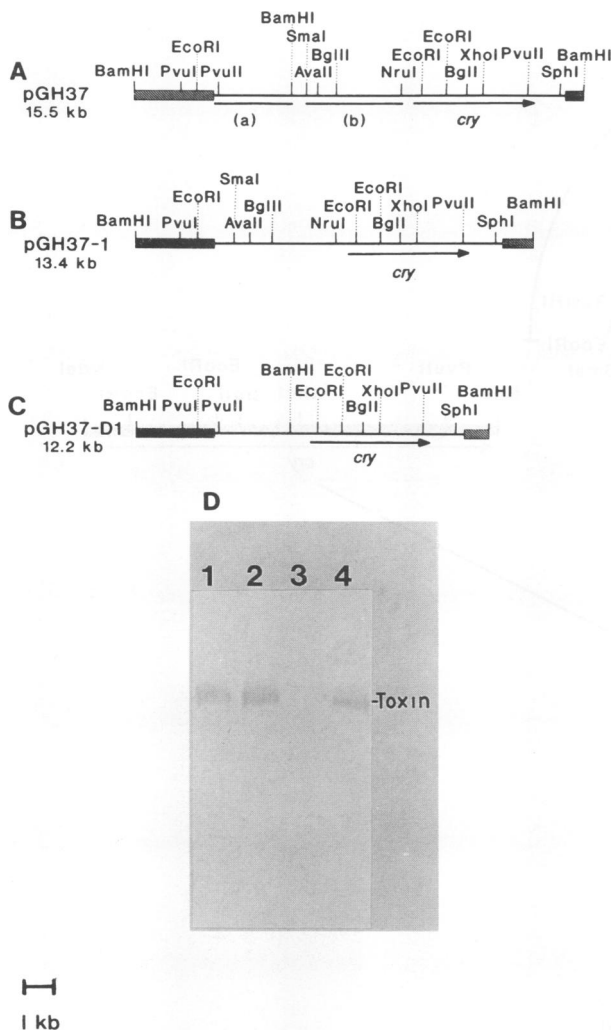 A
pGH37
15.5 kb
BamHI
SmaI
EcoRI
BglII
EcoRI
EcoRI
XhoI
PvuII
BamHI
BamHI
PvuI
PvuII
AvaII
NruI
BglI
SphI
(a)
(b)
cry
B
pGH37-1
13.4 kb
SmaI
EcoRI
BglII
EcoRI
EcoRI
XhoI
PvuII
BamHI
BamHI
PvuI
AvaII
NruI
BglI
SphI
cry
C
pGH37-D1
12.2 kb
BamHI
EcoRI
EcoRI
EcoRI
XhoI
PvuII
BamHI
BamHI
PvuI
PvuII
BglI
SphI
cry
D
1 2 3 4
-Toxin
1 kb